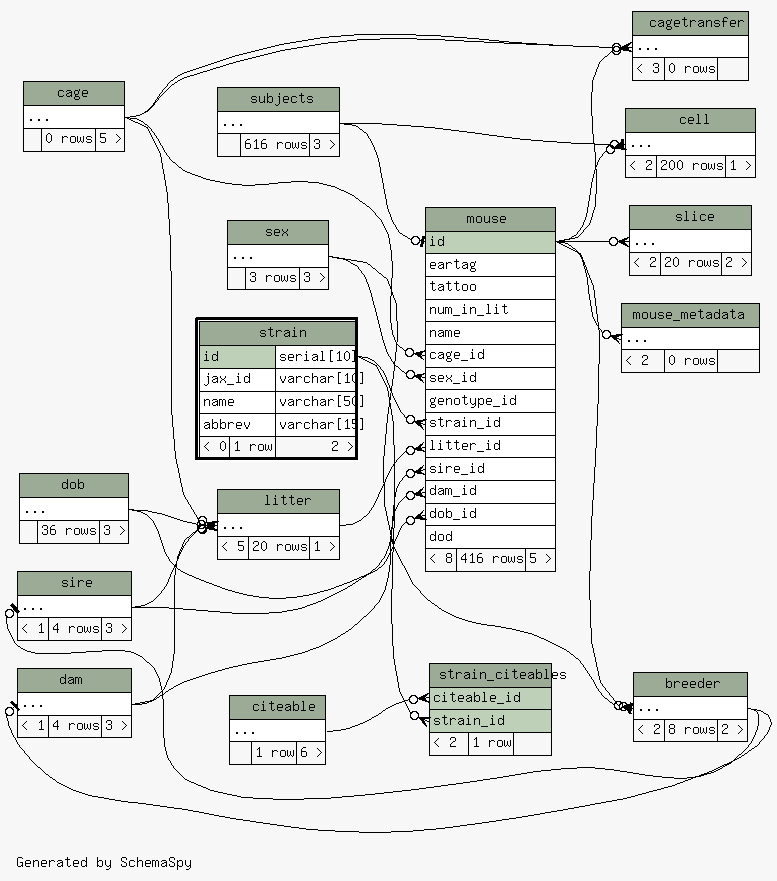 cagetransfer
...
< 3 0 rows
cage
...
0 rows 5 >
subjects
...
616 rows 3 >
cell
...
< 2 200 rows 1 >
sex
...
3 rows 3 >
mouse
id
eartag
tattoo
num_in_lit
name
cage_id
sex_id
genotype_id
strain_id
litter_id
sire_id
dam_id
dob_id
dod
< 8 416 rows 5 >
slice
...
< 2 20 rows 2 >
mouse_metadata
...
< 2 0 rows
strain
id serial[10]
jax_id varchar[10]
name varchar[50]
abbrev varchar[15]
< 0 1 row 2 >
dob
...
36 rows 3 >
litter
...
< 5 20 rows 1 >
sire
...
< 1 4 rows 3 >
dam
...
< 1 4 rows 3 >
citeable
...
1 row 6 >
strain_citeables
citeable_id
strain_id
< 2 1 row
breeder
...
< 2 8 rows 2 >
Generated by SchemaSpy